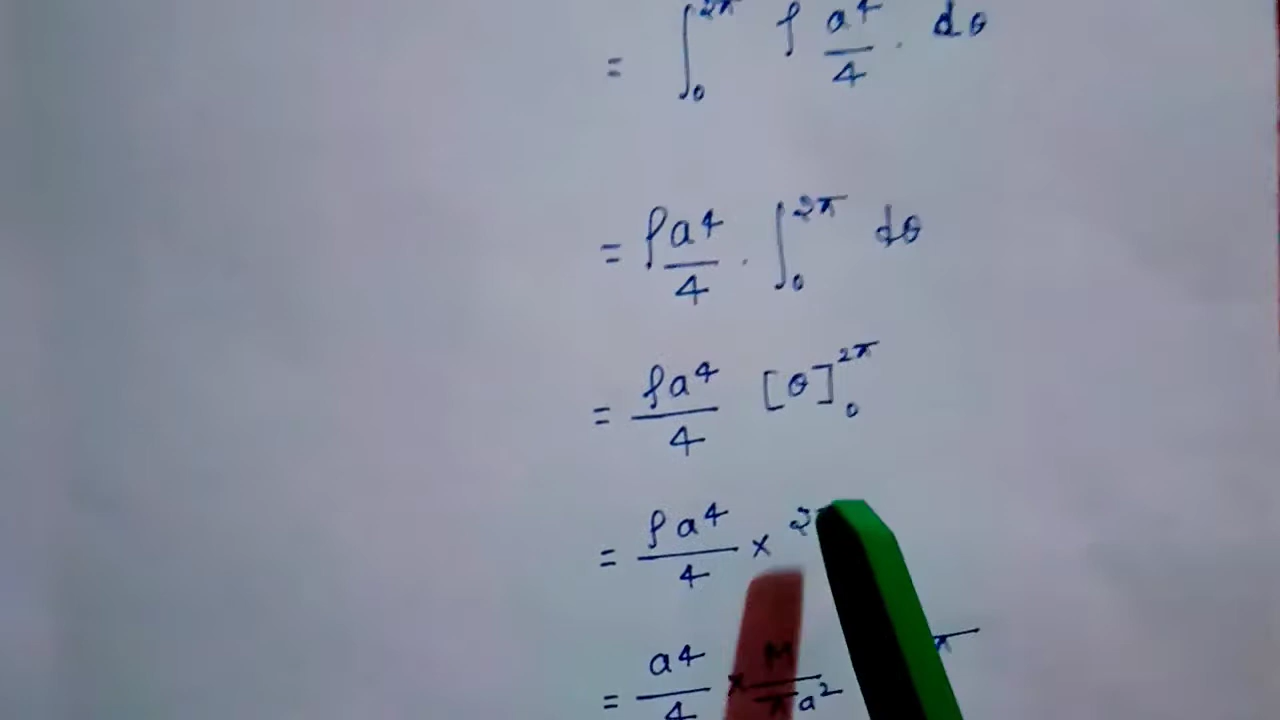 = ∫₀^2π ρ a⁴/4 . dθ
= ρa⁴/4 . ∫₀^2π dθ
= ρa⁴/4 [θ]₀^2π
= ρa⁴/4 × 2
= a⁴/4 × M/πa²